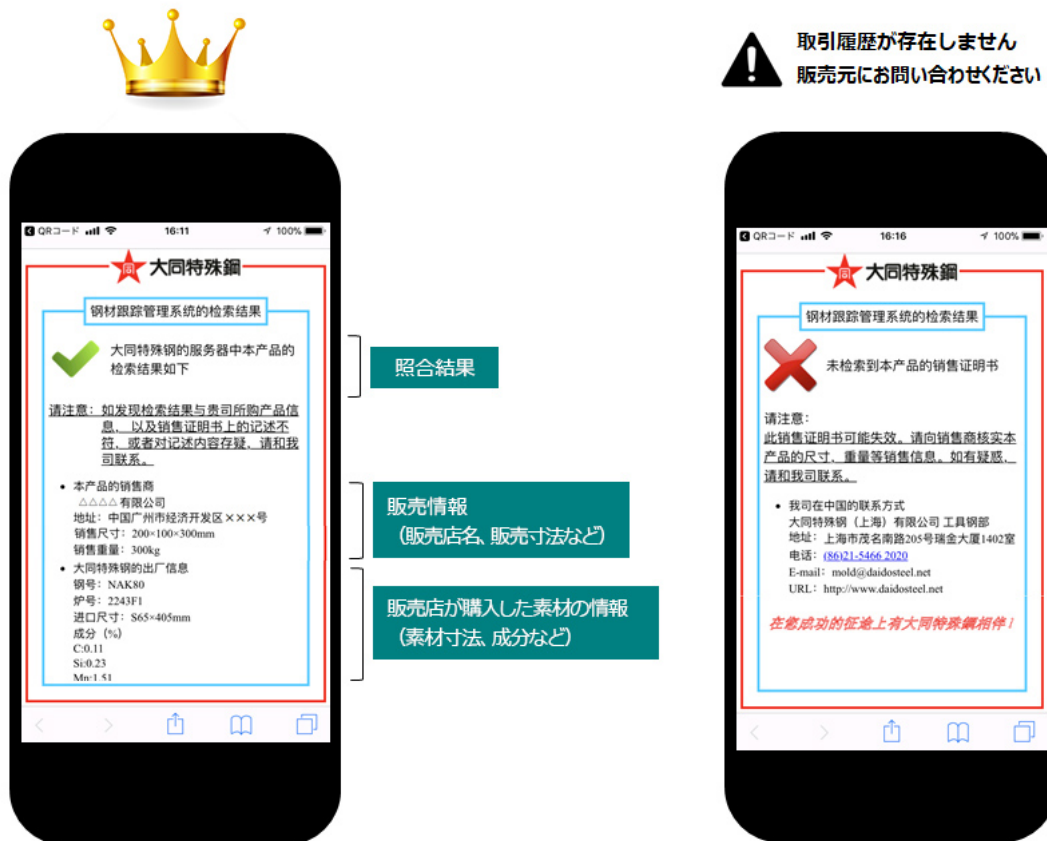 取引履歴が存在しません
販売元にお問い合わせください
QRコード 16:11 100%
大同特殊鋼
钢材跟踪管理系统的检索结果
大同特殊钢的服务器中本产品的
检索结果如下
请注意：如发现检索结果与贵司所购产品信
息、以及销售证明书上的记述不
符、或者对记述内容存疑、请和我
司联系。
• 本产品的销售商
△△△△有限公司
地址：中国广州市经济开发区×××号
销售尺寸：200×100×300mm
销售重量：300kg
• 大同特殊钢的出厂信息
钢号：NAK80
炉号：2243F1
进口尺寸：S65×405mm
成分（%）
C:0.11
Si:0.23
Mn:1.51
照合結果
販売情報
（販売店名、販売寸法など）
販売店が購入した素材の情報
（素材寸法、成分など）
QRコード 16:16 100%
同 大同特殊鋼
钢材跟踪管理系统的检索结果
未检索到本产品的销售证明书
请注意：
此销售证明书可能失效。请向销售商核实本
产品的尺寸、重量等销售信息。如有疑惑、
请和我司联系。
• 我司在中国的联系方式
大同特殊钢（上海）有限公司 工具钢部
地址：上海市茂名南路205号瑞金大厦1402室
电话：(86)21-5466 2020
E-mail：mold@daidosteel.net
URL：http://www.daidosteel.net
在您成功的征途上有大同特殊鋼相伴！